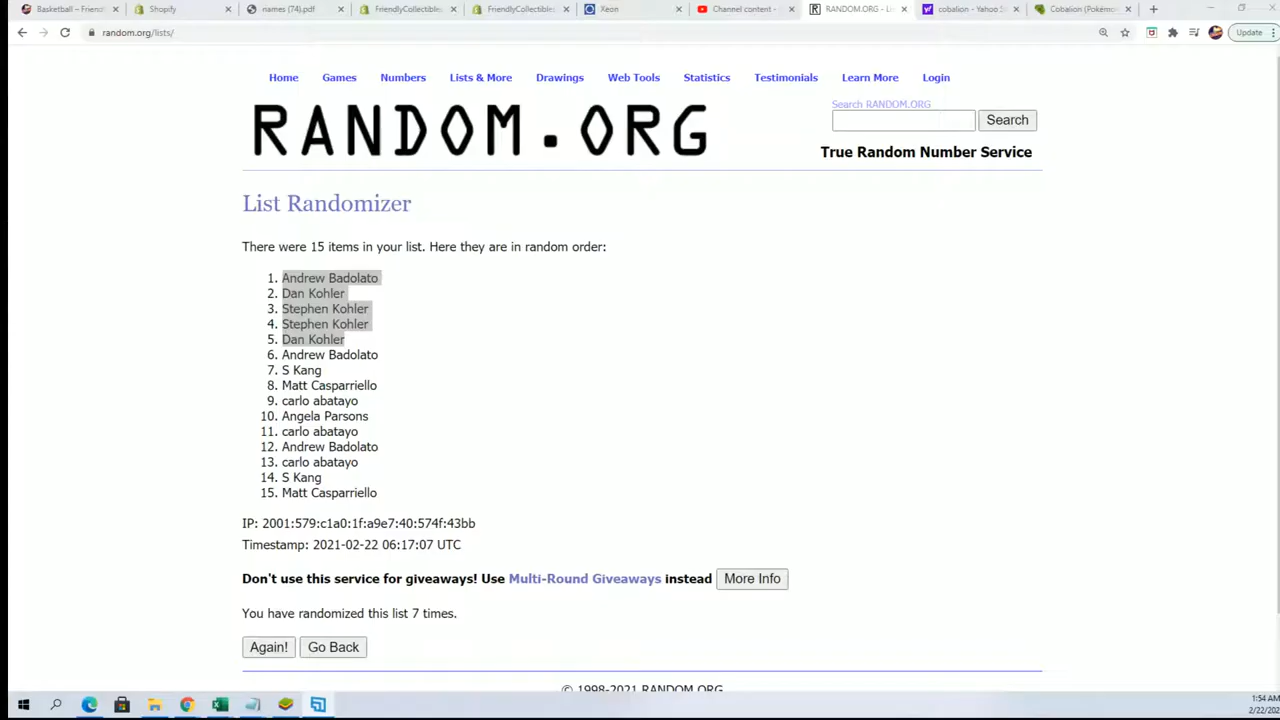 Basketball – Friend
Shopify
names (74).pdf
FriendlyCollectibles
FriendlyCollectibles
Xeon
Channel content -
RANDOM.ORG - Li
cobalion - Yahoo
Cobalion (Pokémo
random.org/lists/
Update
Home Games Numbers Lists & More Drawings Web Tools Statistics Testimonials Learn More Login
RANDOM.ORG
Search RANDOM.ORG
Search
True Random Number Service
List Randomizer
There were 15 items in your list. Here they are in random order:
1. Andrew Badolato
2. Dan Kohler
3. Stephen Kohler
4. Stephen Kohler
5. Dan Kohler
6. Andrew Badolato
7. S Kang
8. Matt Casparriello
9. carlo abatayo
10. Angela Parsons
11. carlo abatayo
12. Andrew Badolato
13. carlo abatayo
14. S Kang
15. Matt Casparriello
IP: 2001:579:c1a0:1f:a9e7:40:574f:43bb
Timestamp: 2021-02-22 06:17:07 UTC
Don't use this service for giveaways! Use Multi-Round Giveaways instead More Info
You have randomized this list 7 times.
Again! Go Back
© 1998-2021 RANDOM.ORG
1:54 AM
2/22/202